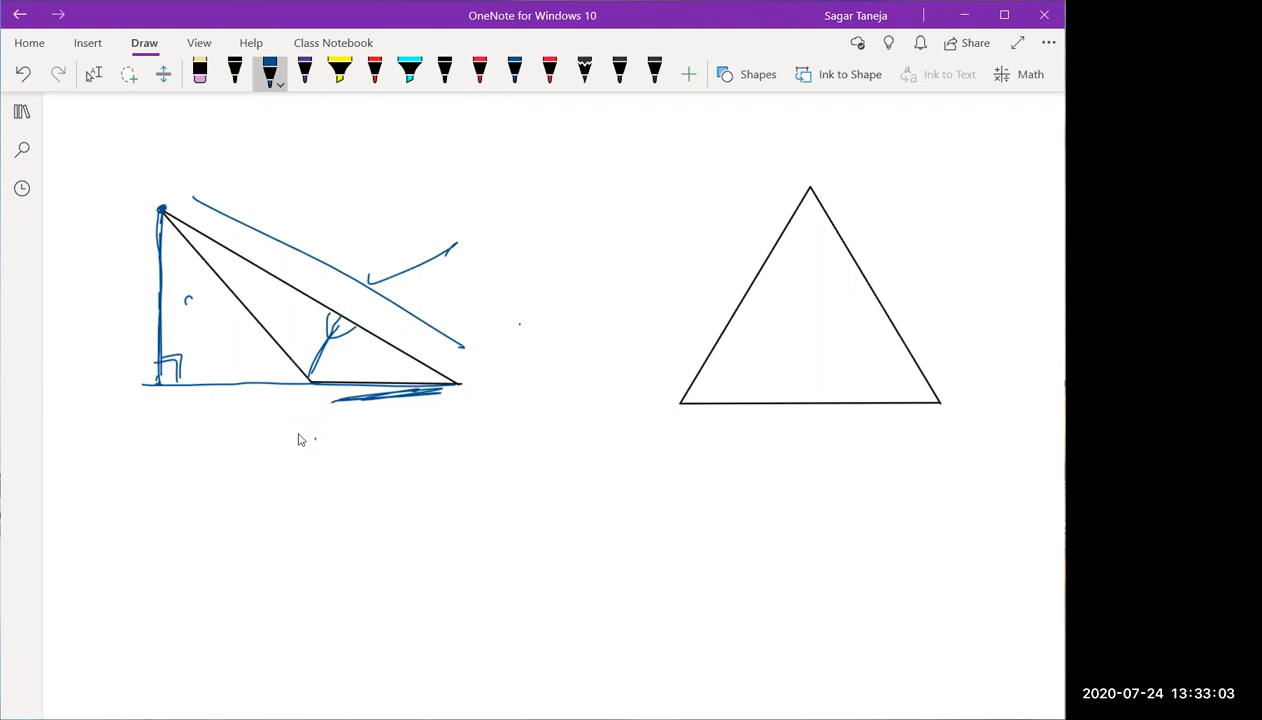 OneNote for Windows 10
Sagar Taneja
Home Insert Draw View Help Class Notebook Share
Shapes Ink to Shape Ink to Text Math
2020-07-24 13:33:03